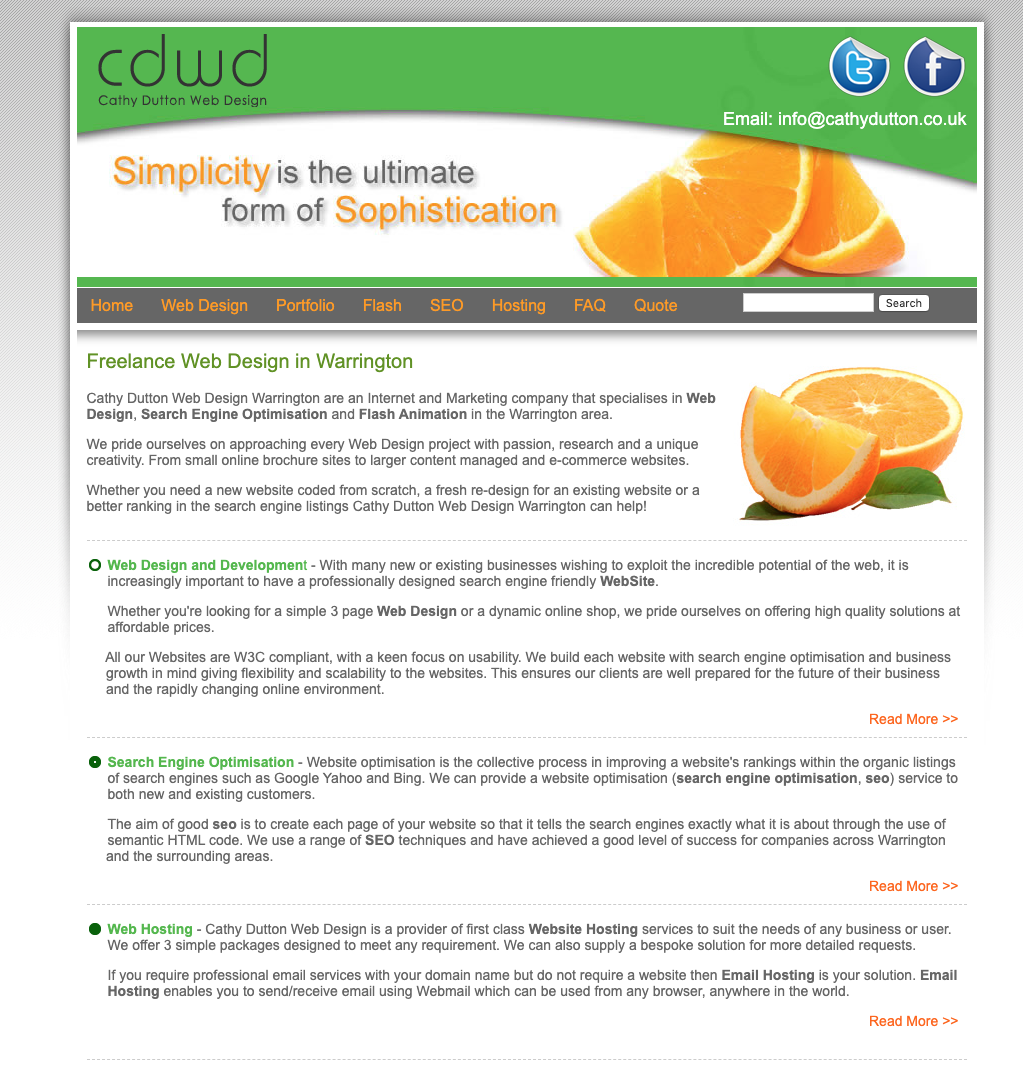 cdwd
Cathy Dutton Web Design
Email: info@cathydutton.co.uk
Simplicity is the ultimate
form of Sophistication
Home Web Design Portfolio Flash SEO Hosting FAQ Quote Search
Freelance Web Design in Warrington
Cathy Dutton Web Design Warrington are an Internet and Marketing company that specialises in Web
Design, Search Engine Optimisation and Flash Animation in the Warrington area.
We pride ourselves on approaching every Web Design project with passion, research and a unique
creativity. From small online brochure sites to larger content managed and e-commerce websites.
Whether you need a new website coded from scratch, a fresh re-design for an existing website or a
better ranking in the search engine listings Cathy Dutton Web Design Warrington can help!
Web Design and Development - With many new or existing businesses wishing to exploit the incredible potential of the web, it is
increasingly important to have a professionally designed search engine friendly WebSite.
Whether you're looking for a simple 3 page Web Design or a dynamic online shop, we pride ourselves on offering high quality solutions at
affordable prices.
All our Websites are W3C compliant, with a keen focus on usability. We build each website with search engine optimisation and business
growth in mind giving flexibility and scalability to the websites. This ensures our clients are well prepared for the future of their business
and the rapidly changing online environment.
Read More >>
Search Engine Optimisation - Website optimisation is the collective process in improving a website's rankings within the organic listings
of search engines such as Google Yahoo and Bing. We can provide a website optimisation (search engine optimisation, seo) service to
both new and existing customers.
The aim of good seo is to create each page of your website so that it tells the search engines exactly what it is about through the use of
semantic HTML code. We use a range of SEO techniques and have achieved a good level of success for companies across Warrington
and the surrounding areas.
Read More >>
Web Hosting - Cathy Dutton Web Design is a provider of first class Website Hosting services to suit the needs of any business or user.
We offer 3 simple packages designed to meet any requirement. We can also supply a bespoke solution for more detailed requests.
If you require professional email services with your domain name but do not require a website then Email Hosting is your solution. Email
Hosting enables you to send/receive email using Webmail which can be used from any browser, anywhere in the world.
Read More >>